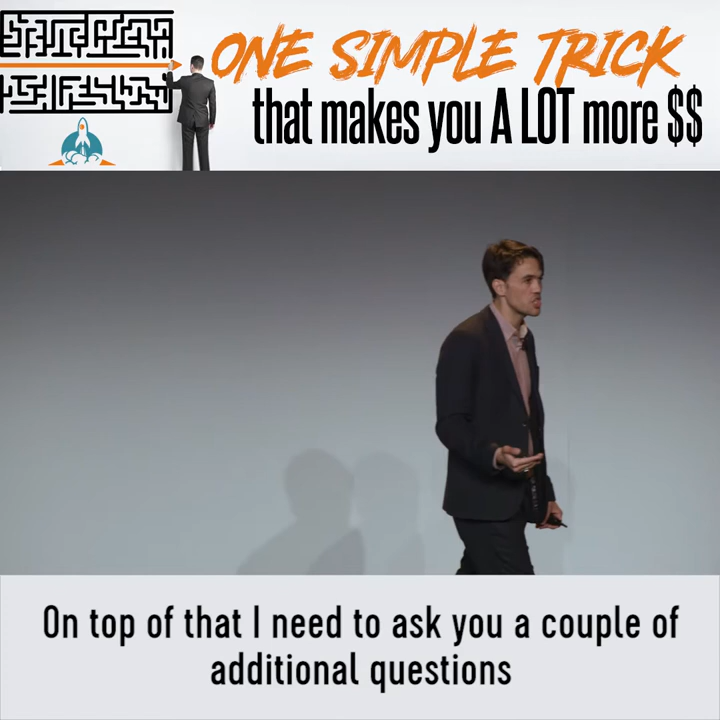 ONE SIMPLE TRICK
that makes you A LOT more $$
On top of that I need to ask you a couple of
additional questions